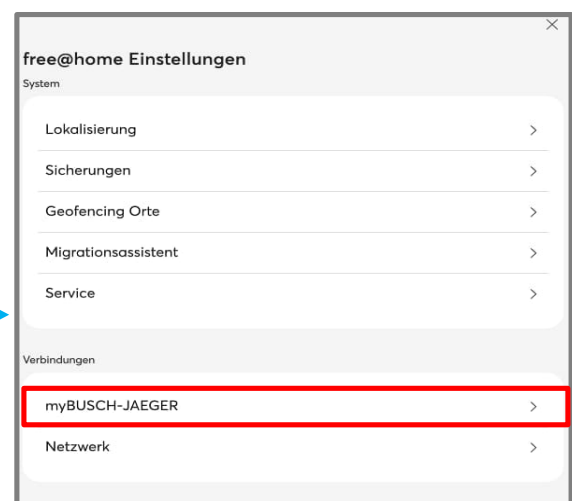 free@home Einstellungen
System
Lokalisierung
Sicherungen
Geofencing Orte
Migrationsassistent
Service
Verbindungen
myBUSCH-JAEGER
Netzwerk